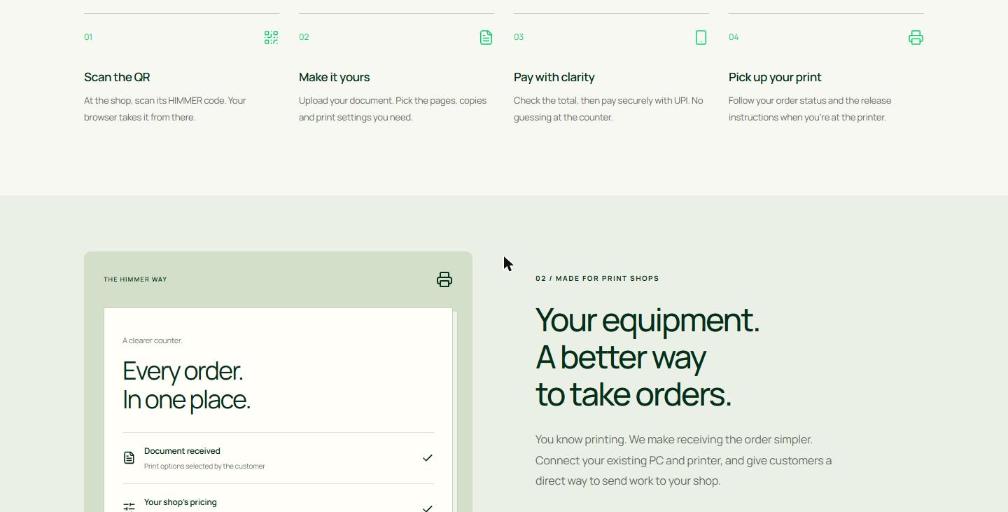 01
Scan the QR
At the shop, scan its HIMMER code. Your
browser takes it from there.
02
Make it yours
Upload your document. Pick the pages, copies
and print settings you need.
03
Pay with clarity
Check the total, then pay securely with UPI. No
guessing at the counter.
04
Pick up your print
Follow your order status and the release
instructions when you're at the printer.
THE HIMMER WAY
A clearer counter.
Every order.
In one place.
Document received
Print options selected by the customer
Your shop's pricing
02 / MADE FOR PRINT SHOPS
Your equipment.
A better way
to take orders.
You know printing. We make receiving the order simpler.
Connect your existing PC and printer, and give customers a
direct way to send work to your shop.